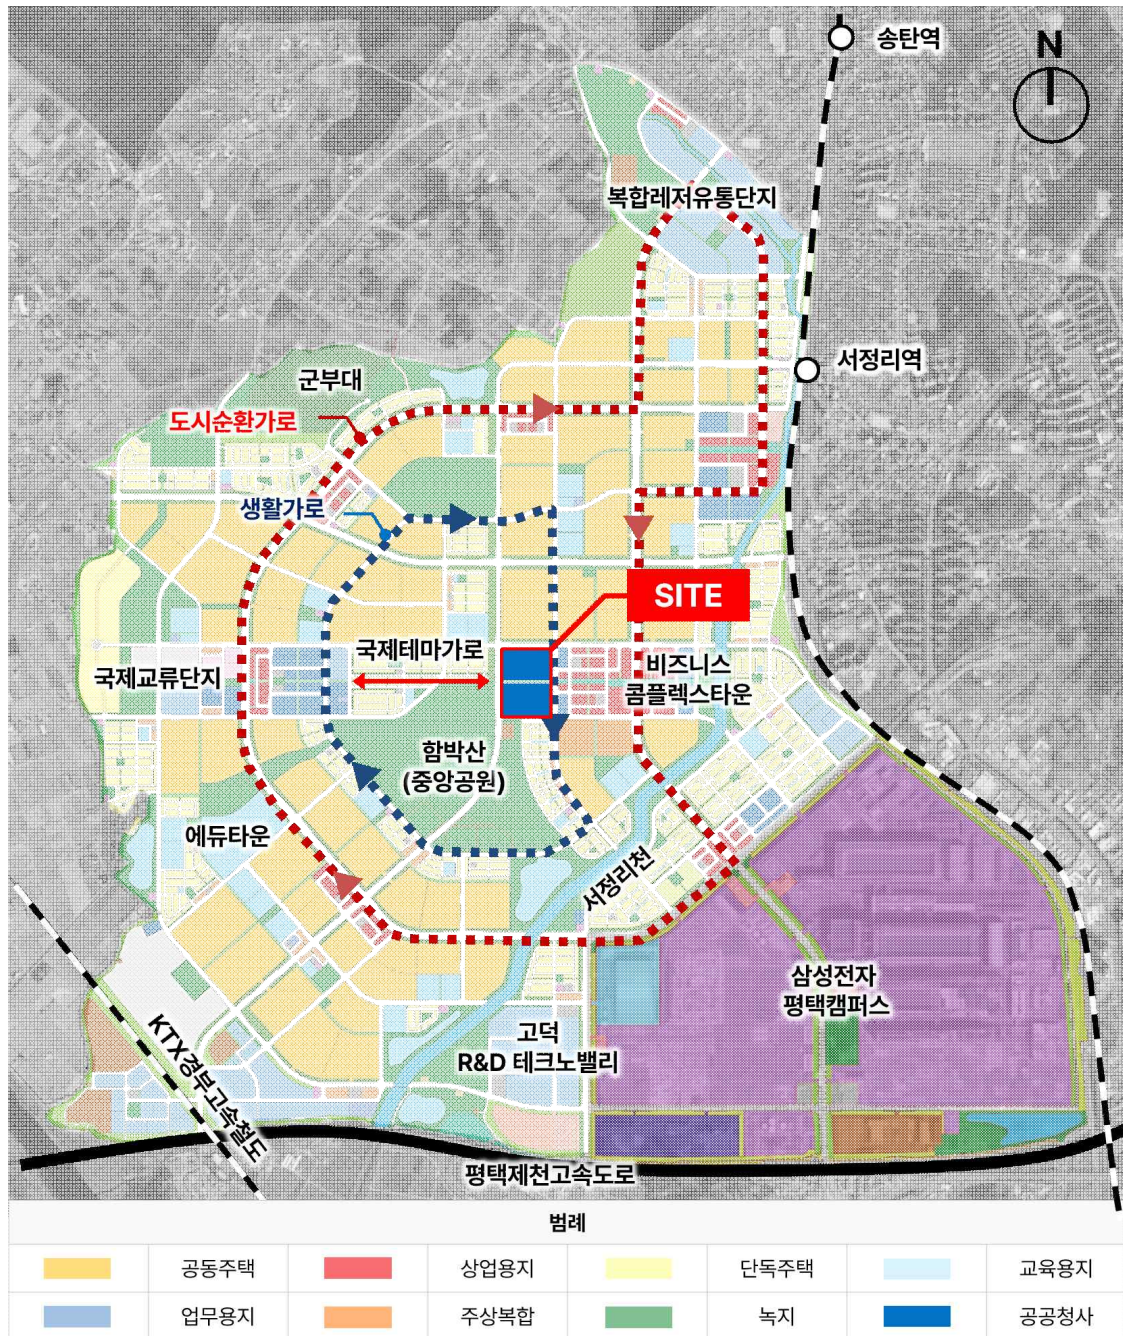 송탄역
N
복합레저유통단지
서정리역
군부대
도시순환가로
생활가로
SITE
국제테마가로
국제교류단지
비즈니스
콤플렉스타운
함박산
(중앙공원)
에듀타운
서정리천
삼성전자
평택캠퍼스
고덕
R&D 테크노밸리
KTX경부고속철도
평택제천고속도로
범례
공동주택
상업용지
단독주택
교육용지
업무용지
주상복합
녹지
공공청사